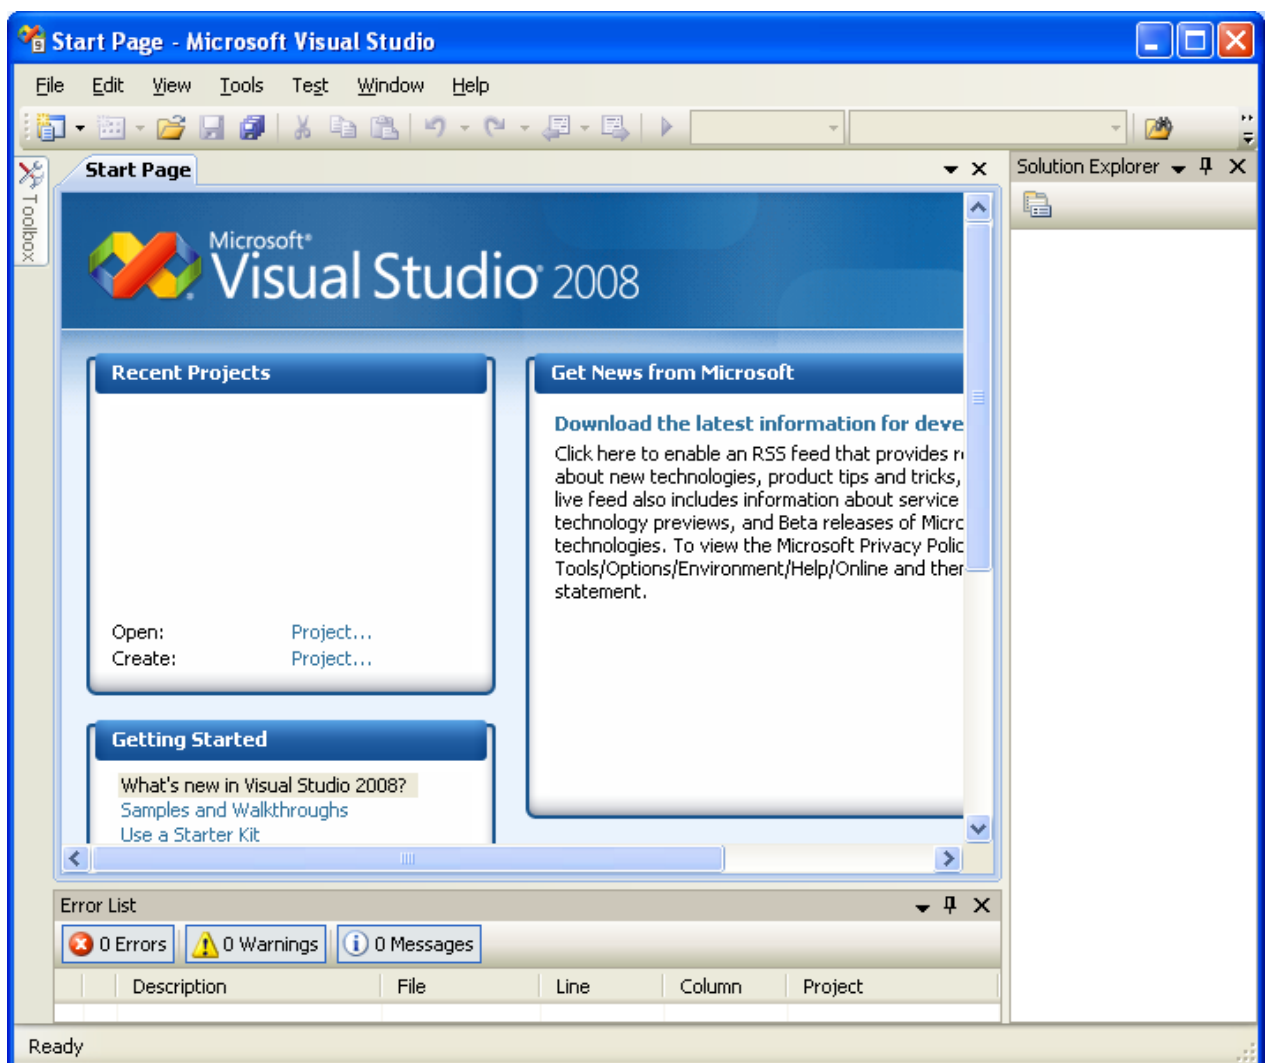 Start Page - Microsoft Visual Studio
File Edit View Tools Test Window Help
Toolbox
Start Page
Solution Explorer
Microsoft®
Visual Studio® 2008
Recent Projects
Open: Project...
Create: Project...
Get News from Microsoft
Download the latest information for deve
Click here to enable an RSS feed that provides r
about new technologies, product tips and tricks,
live feed also includes information about service
technology previews, and Beta releases of Micro
technologies. To view the Microsoft Privacy Polic
Tools/Options/Environment/Help/Online and ther
statement.
Getting Started
What's new in Visual Studio 2008?
Samples and Walkthroughs
Use a Starter Kit
Error List
0 Errors 0 Warnings 0 Messages
Description File Line Column Project
Ready